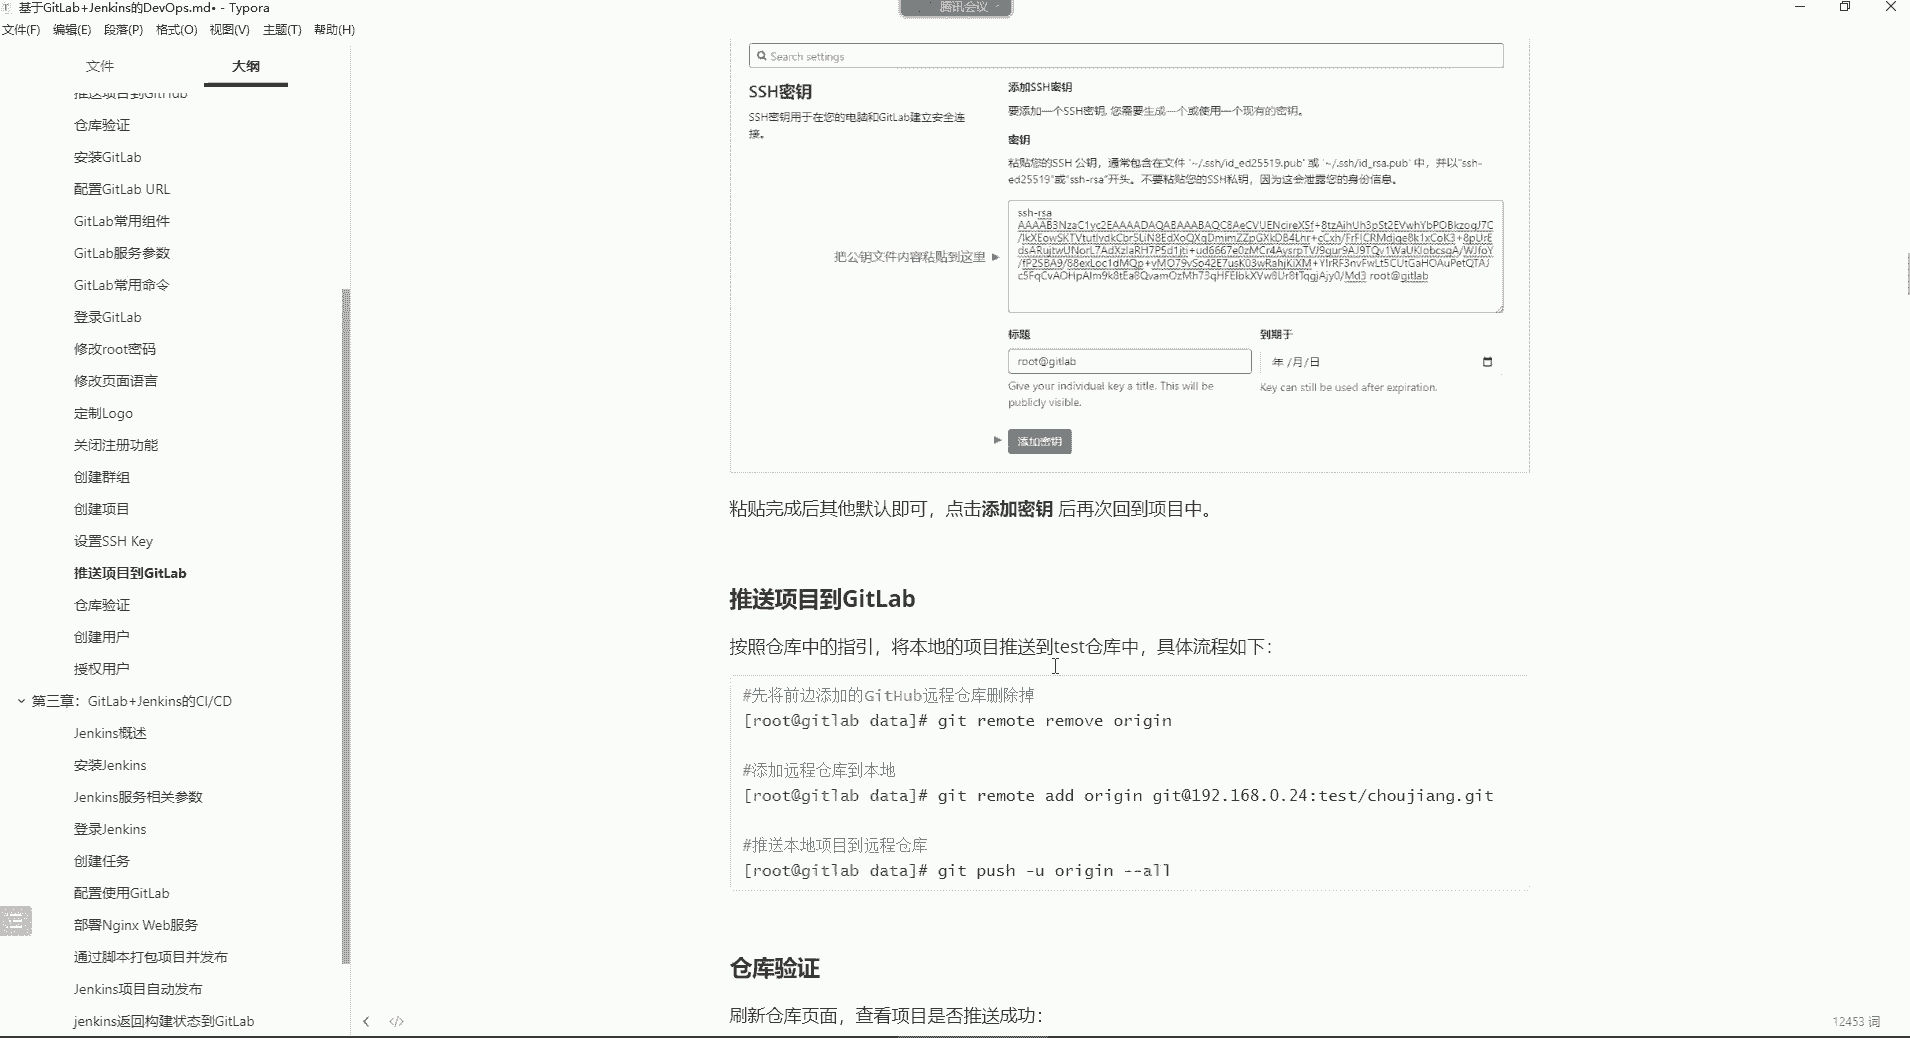 基于GitLab+Jenkins的DevOps.md• - Typora
腾讯会议
文件(F) 编辑(E) 段落(P) 格式(O) 视图(V) 主题(T) 帮助(H)
文件 大纲
推送项目到GitHub
仓库验证
安装GitLab
配置GitLab URL
GitLab常用组件
GitLab服务参数
GitLab常用命令
登录GitLab
修改root密码
修改页面语言
定制Logo
关闭注册功能
创建群组
创建项目
设置SSH Key
推送项目到GitLab
仓库验证
创建用户
授权用户
第三章：GitLab+Jenkins的CI/CD
Jenkins概述
安装Jenkins
Jenkins服务相关参数
登录Jenkins
创建任务
配置使用GitLab
部署Nginx Web服务
通过脚本打包项目并发布
Jenkins项目自动发布
jenkins返回构建状态到GitLab
Search settings
SSH密钥
SSH密钥用于在您的电脑和GitLab建立安全连
接。
添加SSH密钥
要添加一个SSH密钥, 您需要生成一个或使用一个现有的密钥。
密钥
粘贴您的SSH 公钥，通常包含在文件 '~/.ssh/id_ed25519.pub' 或 '~/.ssh/id_rsa.pub' 中，并以"ssh-
ed25519"或"ssh-rsa"开头。不要粘贴您的SSH私钥，因为这会泄露您的身份信息。
把公钥文件内容粘贴到这里
ssh-rsa
root@gitlab
标题
root@gitlab
Give your individual key a title. This will be
publicly visible.
到期于
年 /月/日
Key can still be used after expiration.
添加密钥
粘贴完成后其他默认即可，点击添加密钥 后再次回到项目中。
推送项目到GitLab
按照仓库中的指引，将本地的项目推送到test仓库中，具体流程如下：
#先将前边添加的GitHub远程仓库删除掉
[root@gitlab data]# git remote remove origin
#添加远程仓库到本地
[root@gitlab data]# git remote add origin git@192.168.0.24:test/choujiang.git
#推送本地项目到远程仓库
[root@gitlab data]# git push -u origin --all
仓库验证
刷新仓库页面，查看项目是否推送成功：
12453 词